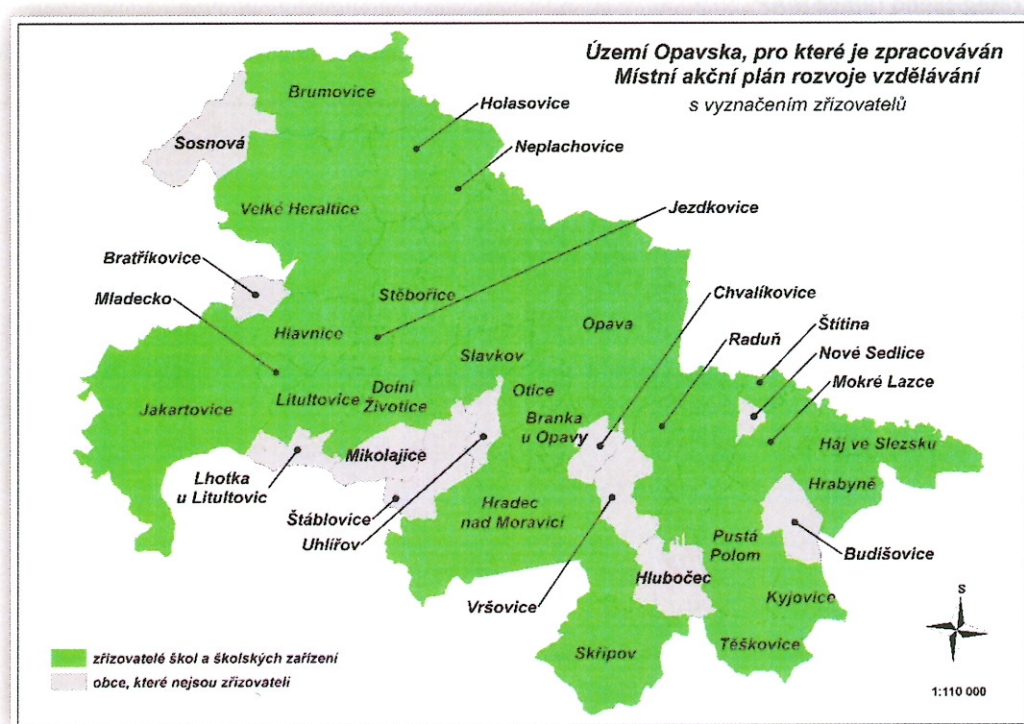 Území Opavska, pro které je zpracováván
Místní akční plán rozvoje vzdělávání
s vyznačením zřizovatelů
Brumovice
Holasovice
Sosnová
Neplachovice
Velké Heraltice
Jezdkovice
Bratříkovice
Mladecko
Stěbořice
Chvalíkovice
Hlavnice
Opava
Raduň
Štítina
Slavkov
Nové Sedlice
Mokré Lazce
Dolní
Životice
Otice
Jakartovice
Litultovice
Branka
u Opavy
Háj ve Slezsku
Mikolajice
Lhotka
u Litultovic
Hrabyně
Štáblovice
Hradec
nad Moravicí
Uhlířov
Pustá
Polom
Budišovice
Hlubočec
Vršovice
Kyjovice
Těškovice
Skřipov
S
zřizovatelé škol a školských zařízení
obce, které nejsou zřizovateli
1:110 000